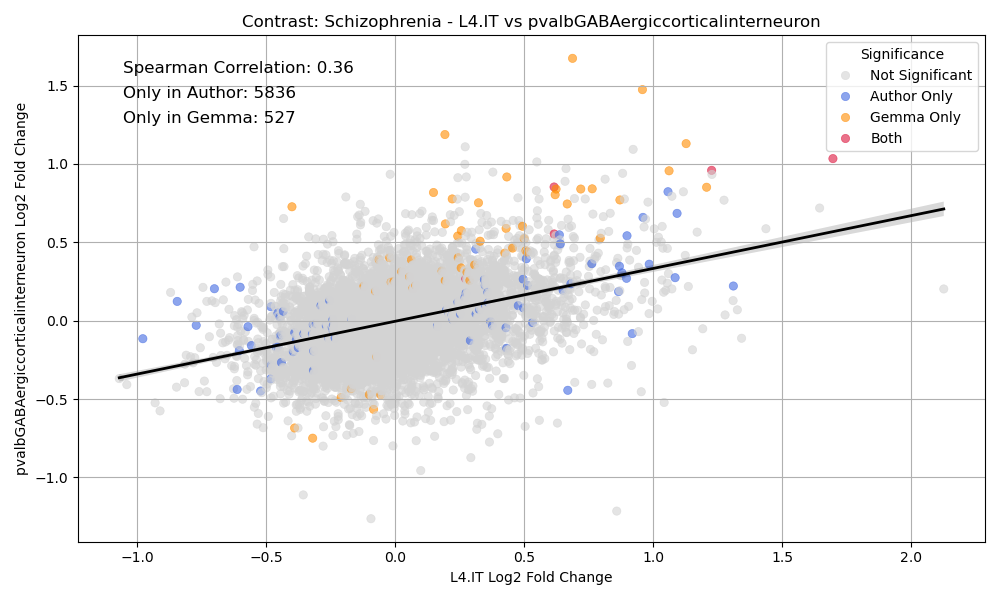 Contrast: Schizophrenia - L4.IT vs pvalbGABAergiccorticalinterneuron
Spearman Correlation: 0.36
Only in Author: 5836
Only in Gemma: 527
Significance
Not Significant
Author Only
Gemma Only
Both
pvalbGABAergiccorticalinterneuron Log2 Fold Change
1.5
1.0
0.5
0.0
−0.5
−1.0
−1.0
−0.5
0.0
0.5
1.0
1.5
2.0
L4.IT Log2 Fold Change